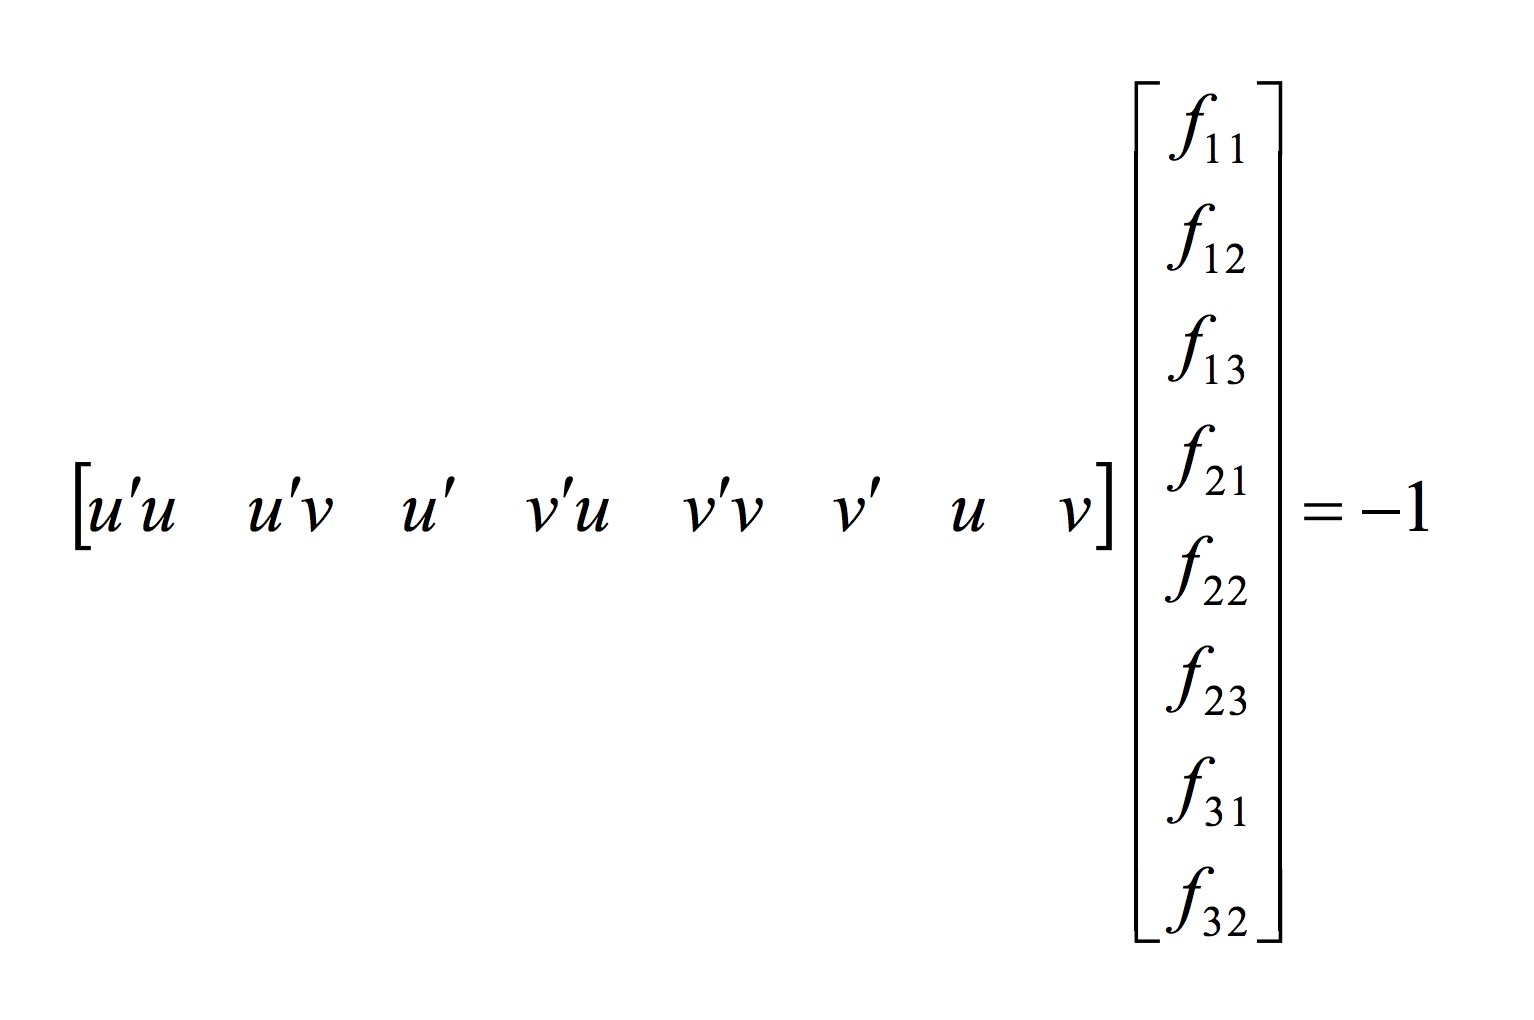 [u′u u′v u′ v′u v′v v′ u v] [f₁₁ f₁₂ f₁₃ f₂₁ f₂₂ f₂₃ f₃₁ f₃₂] = −1